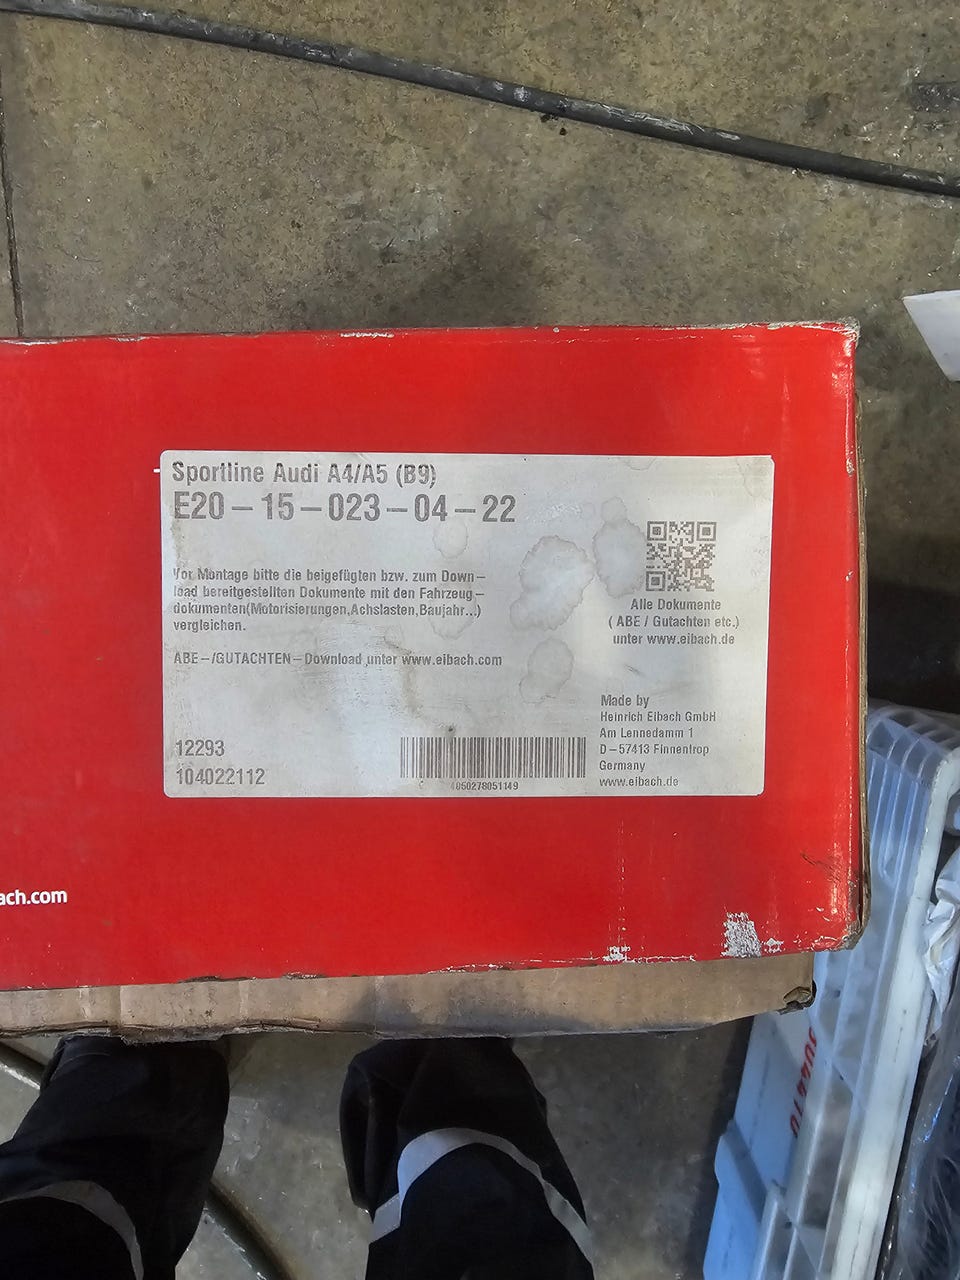 Sportline Audi A4/A5 (B9)
E20-15-023-04-22
Vor Montage bitte die beigefügten bzw. zum Down-
load bereitgestellten Dokumente mit den Fahrzeug-
dokumenten(Motorisierungen,Achslasten,Baujahr...)
vergleichen.
ABE-/GUTACHTEN-Download unter www.eibach.com
Alle Dokumente
( ABE / Gutachten etc.)
unter www.eibach.de
12293
104022112
4050278051149
Made by
Heinrich Eibach GmbH
Am Lennedamm 1
D-57413 Finnentrop
Germany
www.eibach.de
ach.com